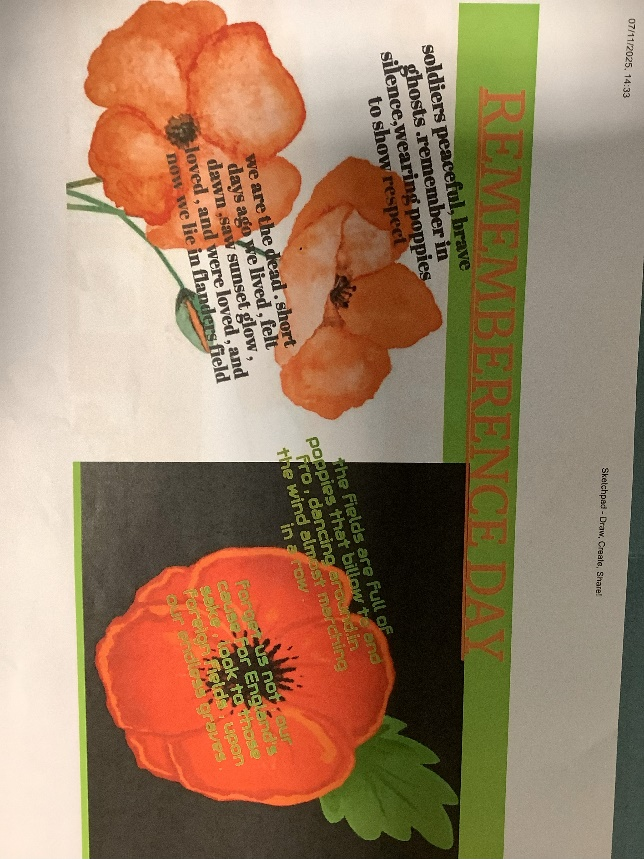 07/11/2025, 14:33
Sketchpad - Draw, Create, Share!
REMEMBERENCE DAY
soldiers peaceful, brave
ghosts .remember in
silence,wearing poppies
to show respect
we are the dead . short
days ago we lived , felt
dawn ,saw sunset glow ,
loved , and were loved , and
now we lie in flanders field
the fields are full of
poppies that billow to and
fro , dancing around in
the wind almost marching
in a row .
Forget us not , our
cause for England's
sake , look to those
foreign fields , upon
our endless graves.